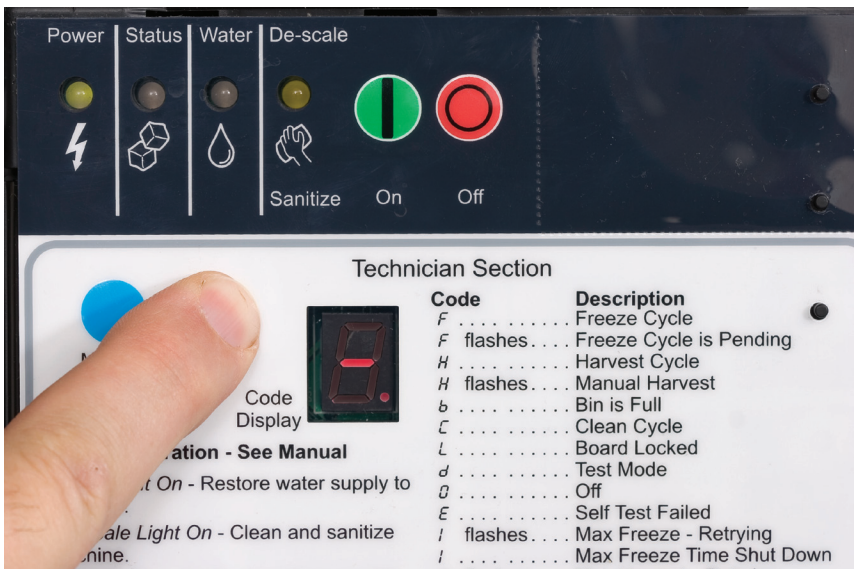 Power Status Water De-scale
Sanitize On Off
Technician Section
Code Description
F .......... Freeze Cycle
F flashes.... Freeze Cycle is Pending
H .......... Harvest Cycle
H flashes.... Manual Harvest
b .......... Bin is Full
C .......... Clean Cycle
L .......... Board Locked
d .......... Test Mode
0 .......... Off
E .......... Self Test Failed
1 flashes.... Max Freeze - Retrying
1 .......... Max Freeze Time Shut Down
Code
Display
-.
ration - See Manual
On - Restore water supply to
ale Light On - Clean and sanitize
hine.